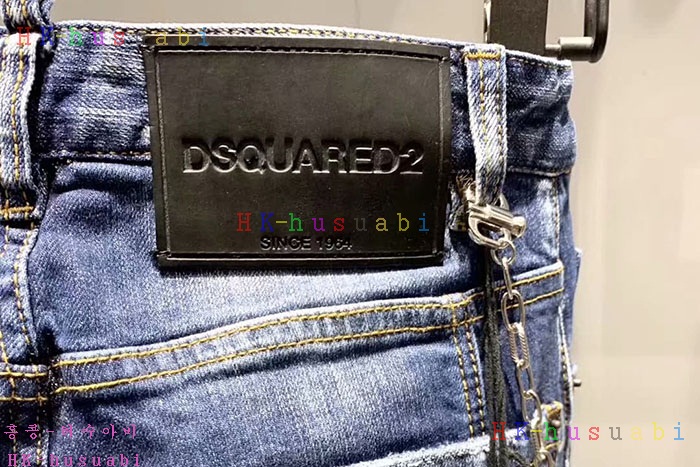 HK-husuabi
DSQUARED2
HK-husuabi
SINCE 1964
홍콩-허수아비
HK-husuabi
HK-husuabi